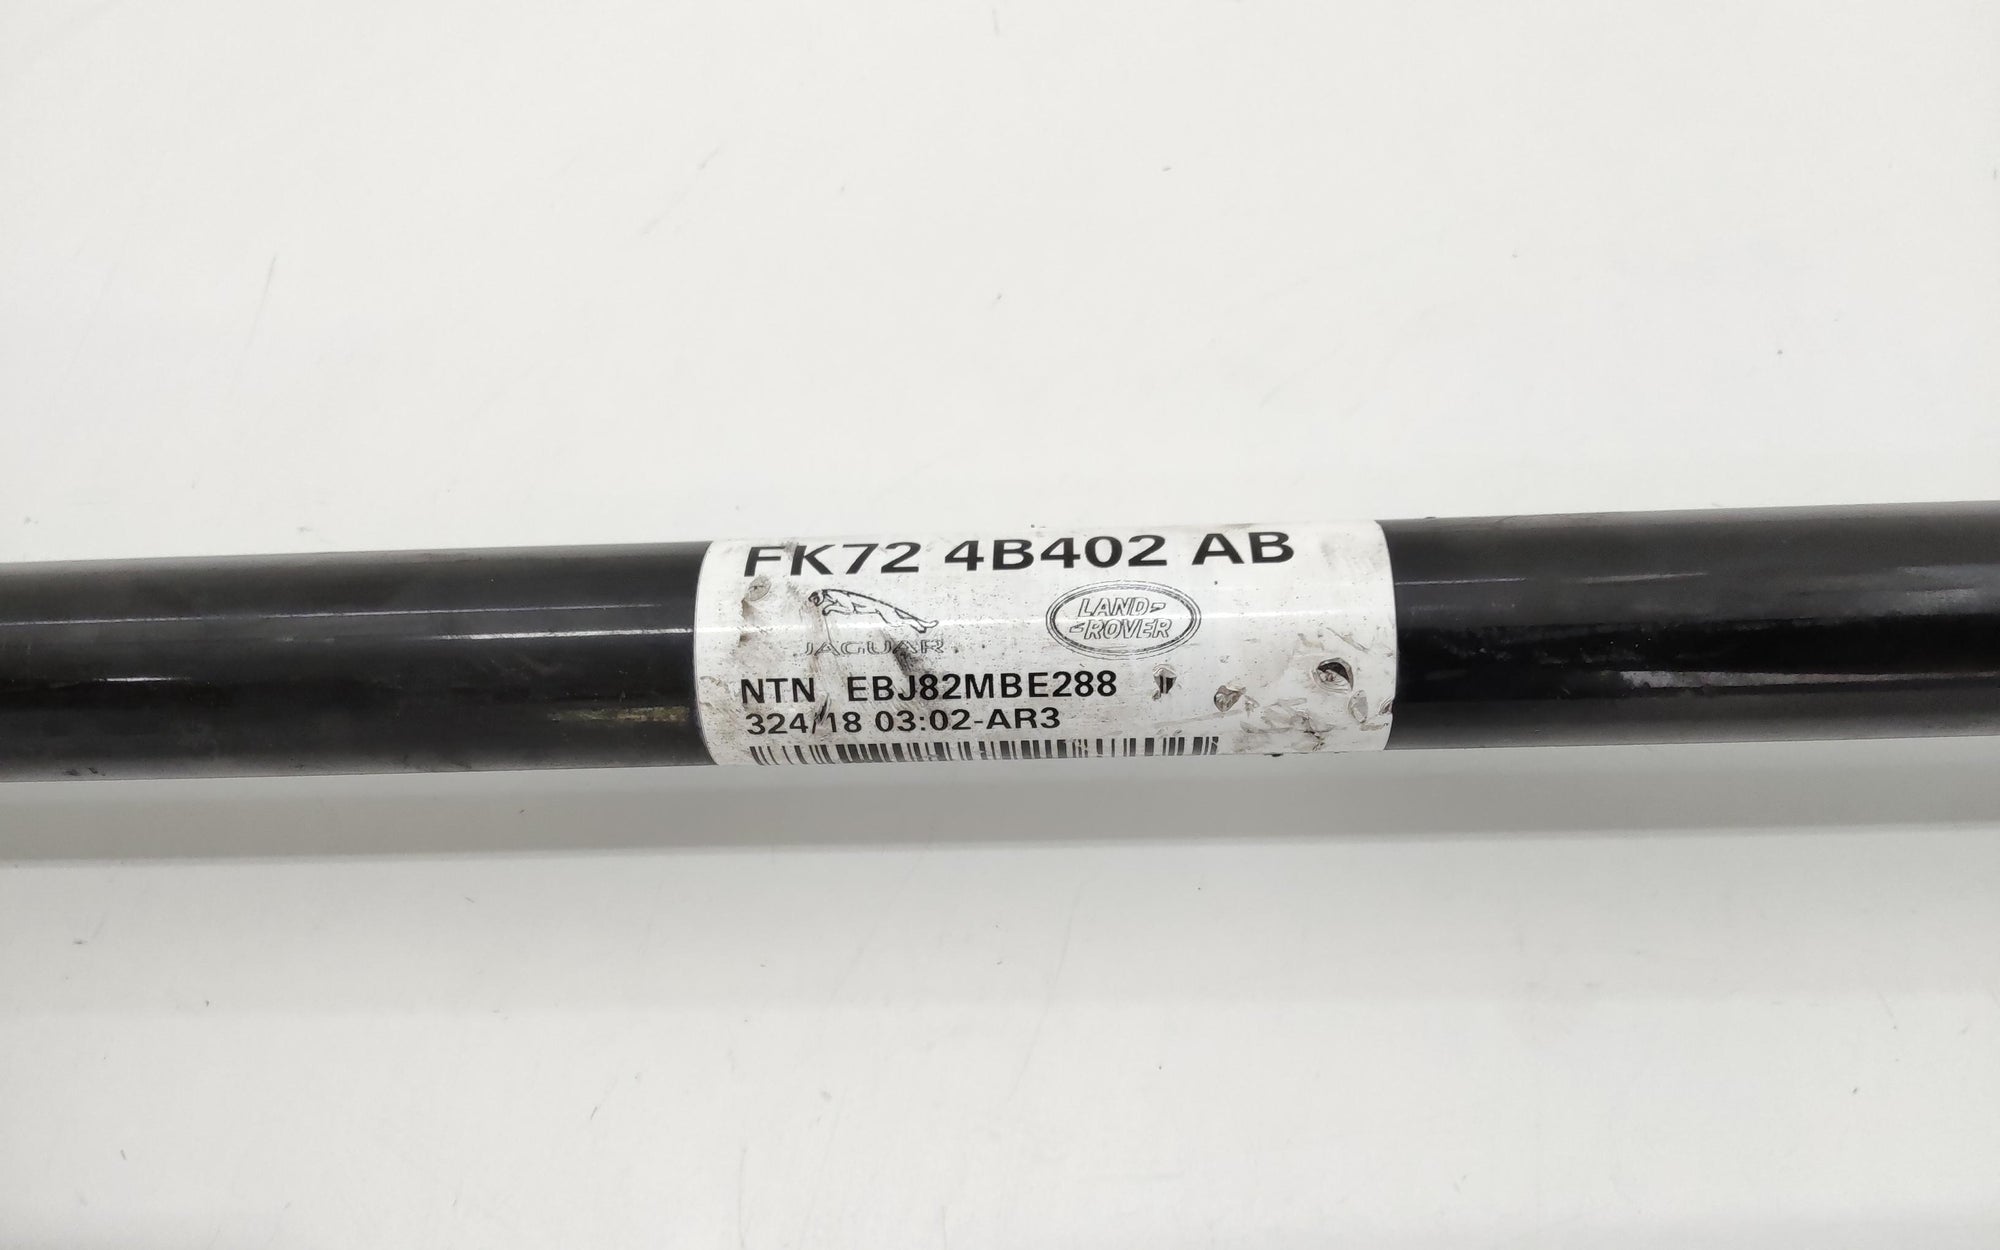 FK72 4B402 AB
JAGUAR
LAND-
-ROVER
NTN EBJ82MBE288
324/18 03:02-AR3